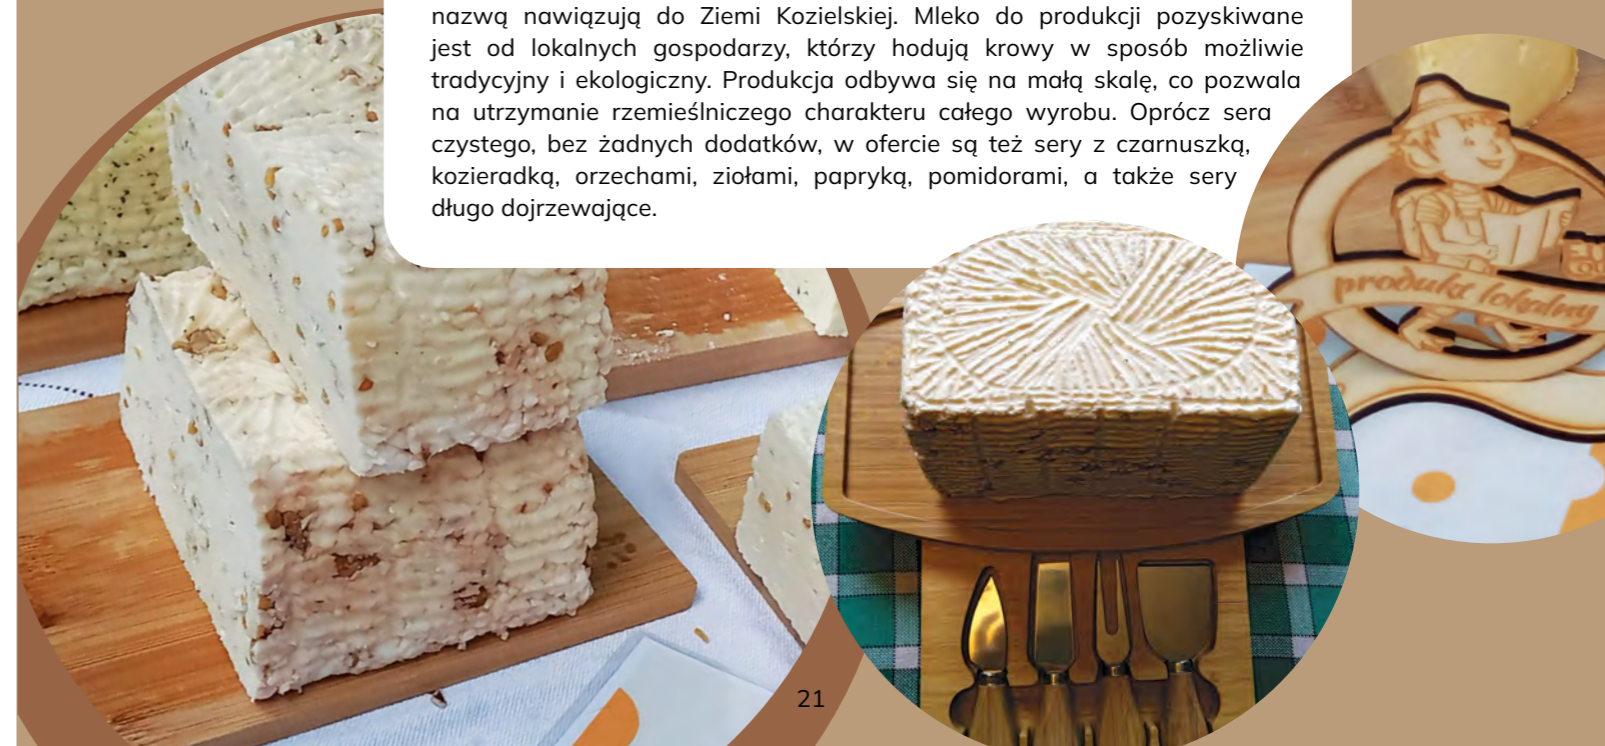 nazwą nawiązują do Ziemi Kozielskiej. Mleko do produkcji pozyskiwane
jest od lokalnych gospodarzy, którzy hodują krowy w sposób możliwie
tradycyjny i ekologiczny. Produkcja odbywa się na małą skalę, co pozwala
na utrzymanie rzemieślniczego charakteru całego wyrobu. Oprócz sera
czystego, bez żadnych dodatków, w ofercie są też sery z czarnuszką,
kozieradką, orzechami, ziołami, papryką, pomidorami, a także sery
długo dojrzewające.
produkt lokalny
21